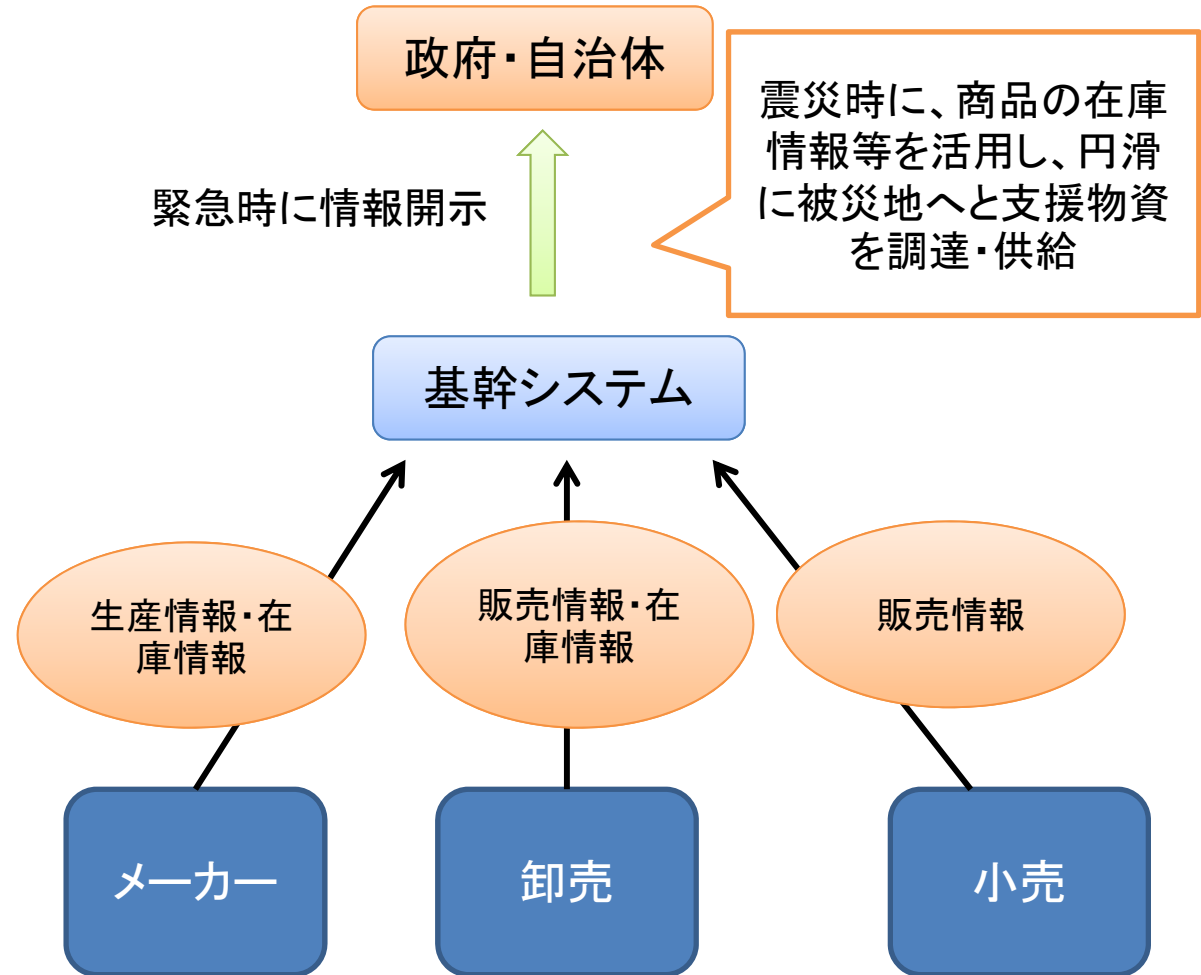 政府・自治体
震災時に、商品の在庫
情報等を活用し、円滑
に被災地へと支援物資
を調達・供給
緊急時に情報開示
基幹システム
生産情報・在
庫情報
販売情報・在
庫情報
販売情報
メーカー
卸売
小売